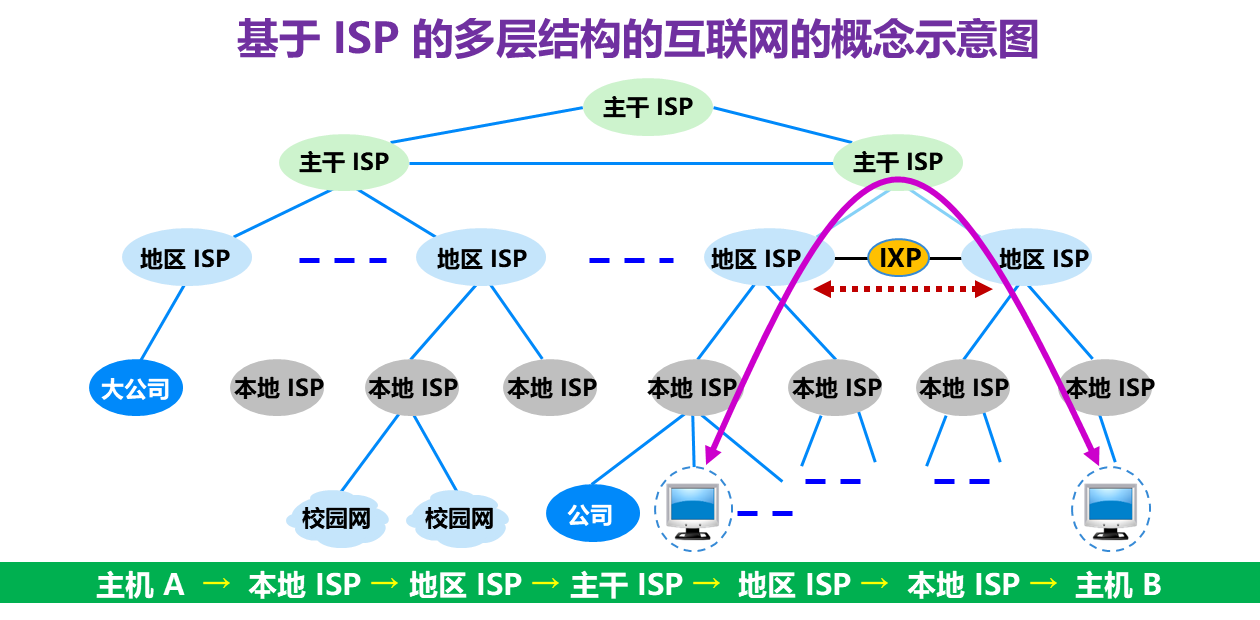 基于 ISP 的多层结构的互联网的概念示意图
主干 ISP
主干 ISP
主干 ISP
地区 ISP
地区 ISP
地区 ISP
IXP
地区 ISP
大公司
本地 ISP
本地 ISP
本地 ISP
本地 ISP
本地 ISP
本地 ISP
本地 ISP
校园网
校园网
公司
主机 A → 本地 ISP → 地区 ISP → 主干 ISP → 地区 ISP → 本地 ISP → 主机 B